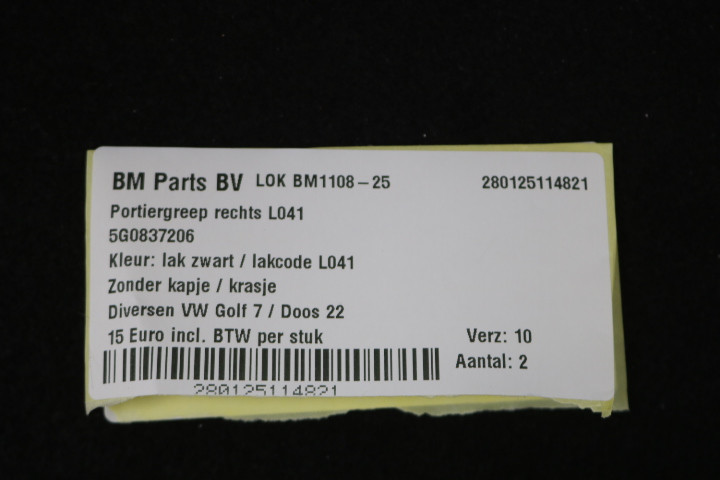 BM Parts BV LOK BM1108-25 280125114821
Portiergreep rechts L041
5G0837206
Kleur: lak zwart / lakcode L041
Zonder kapje / krasje
Diversen VW Golf 7 / Doos 22
15 Euro incl. BTW per stuk Verz: 10
Aantal: 2
280125114821